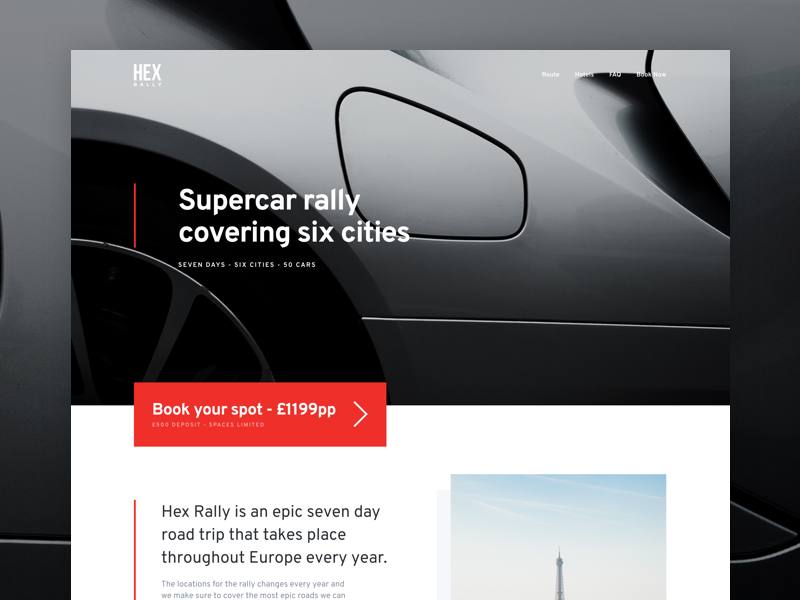 HEX
RALLY
Route Hotels FAQ Book Now
Supercar rally
covering six cities
SEVEN DAYS - SIX CITIES - 50 CARS
Book your spot - £1199pp
£500 DEPOSIT - SPACES LIMITED
Hex Rally is an epic seven day
road trip that takes place
throughout Europe every year.
The locations for the rally changes every year and
we make sure to cover the most epic roads we can